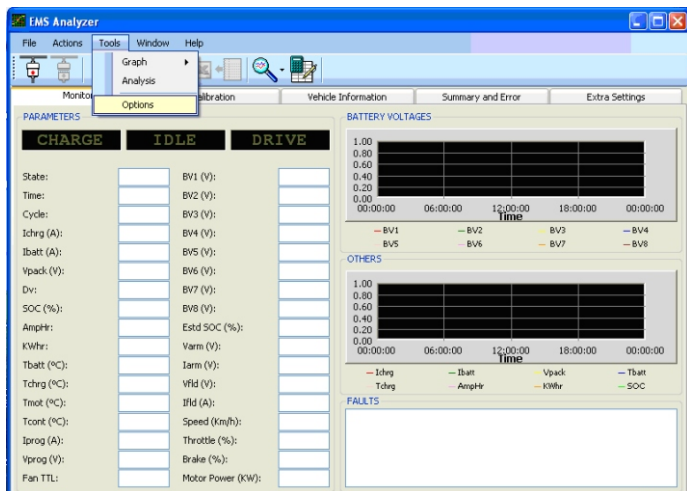 EMS Analyzer
File Actions Tools Window Help
Graph
Analysis
Options
Monitor
Calibration
Vehicle Information
Summary and Error
Extra Settings
PARAMETERS
CHARGE IDLE DRIVE
State: BV1 (V):
Time: BV2 (V):
Cycle: BV3 (V):
Ichrg (A): BV4 (V):
Ibatt (A): BV5 (V):
Vpack (V): BV6 (V):
Dv: BV7 (V):
SOC (%): BV8 (V):
AmpHr: Estd SOC (%):
KWhr: Varm (V):
Tbatt (ºC): Iarm (V):
Tchrg (ºC): Vfld (V):
Tmot (ºC): Ifld (A):
Tcont (ºC): Speed (Km/h):
Iprog (A): Throttle (%):
Vprog (V): Brake (%):
Fan TTL: Motor Power (KW):
BATTERY VOLTAGES
1.00
0.80
0.60
0.40
0.20
0.00
00:00:00 06:00:00 12:00:00 18:00:00 00:00:00
Time
BV1 BV2 BV3 BV4
BV5 BV6 BV7 BV8
OTHERS
1.00
0.80
0.60
0.40
0.20
0.00
00:00:00 06:00:00 12:00:00 18:00:00 00:00:00
Time
Ichrg Ibatt Vpack Tbatt
Tchrg AmpHr KWhr SOC
FAULTS